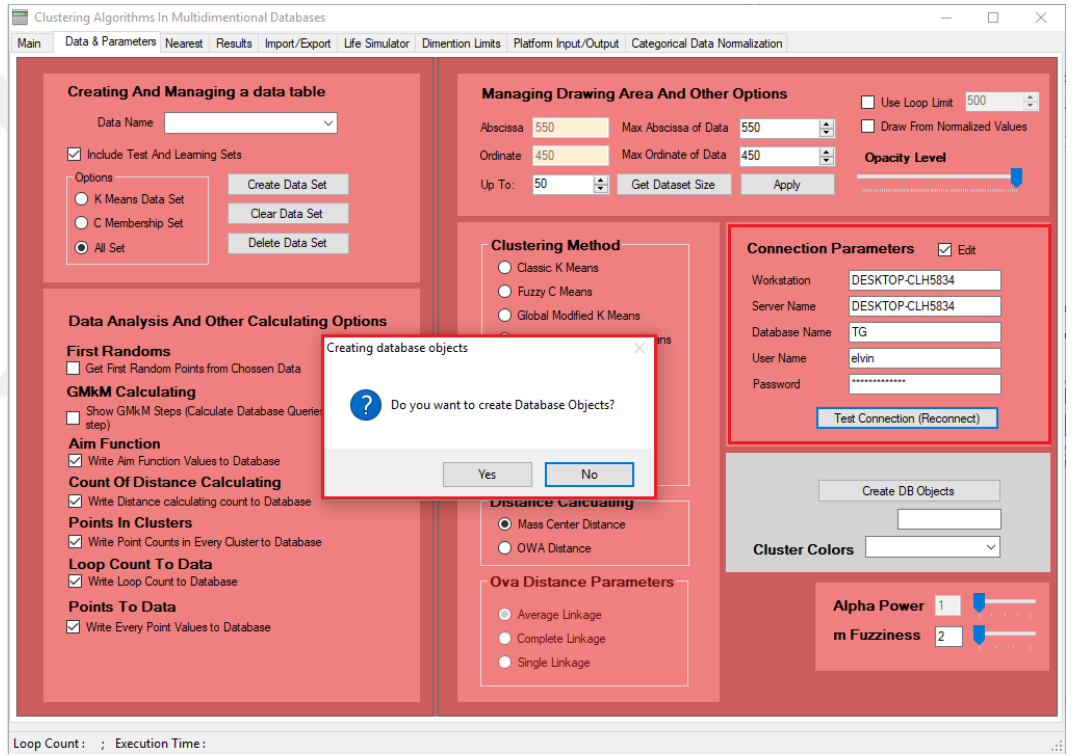 Clustering Algorithms In Multidimentional Databases
Main Data & Parameters Nearest Results Import/Export Life Simulator Dimention Limits Platform Input/Output Categorical Data Normalization
Creating And Managing a data table
Data Name
Include Test And Learning Sets
Options
K Means Data Set
C Membership Set
All Set
Create Data Set
Clear Data Set
Delete Data Set
Managing Drawing Area And Other Options
Abscissa 550 Max Abscissa of Data 550
Ordinate 450 Max Ordinate of Data 450
Up To: 50 Get Dataset Size Apply
Use Loop Limit 500
Draw From Normalized Values
Opacity Level
Data Analysis And Other Calculating Options
First Randoms
Get First Random Points from Chossen Data
GMkM Calculating
Show GMkM Steps (Calculate Database Queries
step)
Aim Function
Write Aim Function Values to Database
Count Of Distance Calculating
Write Distance calculating count to Database
Points In Clusters
Write Point Counts in Every Cluster to Database
Loop Count To Data
Write Loop Count to Database
Points To Data
Write Every Point Values to Database
Clustering Method
Classic K Means
Fuzzy C Means
Global Modified K Means
ans
Creating database objects
Do you want to create Database Objects?
Yes No
Distance Calcuating
Mass Center Distance
OWA Distance
Ova Distance Parameters
Average Linkage
Complete Linkage
Single Linkage
Connection Parameters Edit
Workstation DESKTOP-CLH5834
Server Name DESKTOP-CLH5834
Database Name TG
User Name elvin
Password *************
Test Connection (Reconnect)
Create DB Objects
Cluster Colors
Alpha Power 1
m Fuzziness 2
Loop Count : ; Execution Time :